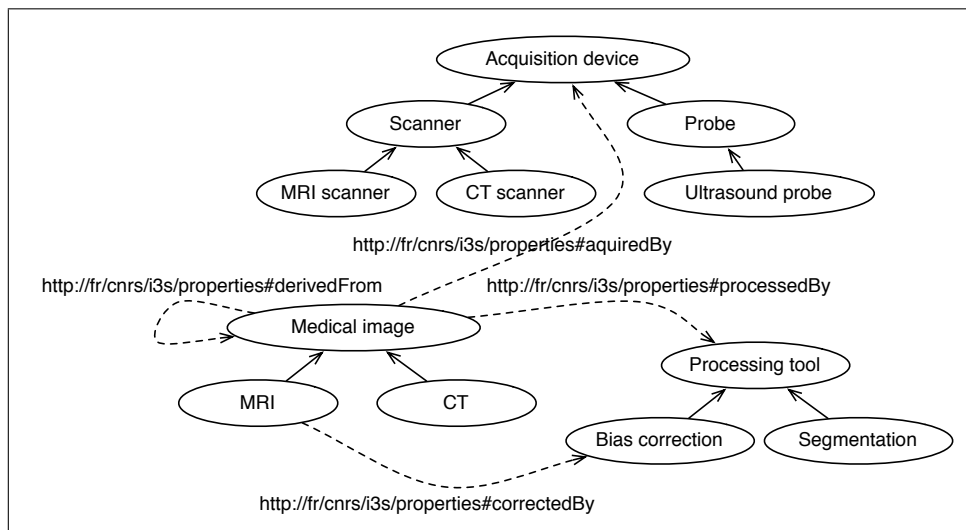 Acquisition device
Scanner
Probe
MRI scanner
CT scanner
Ultrasound probe
http://fr/cnrs/i3s/properties#aquiredBy
http://fr/cnrs/i3s/properties#derivedFrom
http://fr/cnrs/i3s/properties#processedBy
Medical image
Processing tool
MRI
CT
Bias correction
Segmentation
http://fr/cnrs/i3s/properties#correctedBy